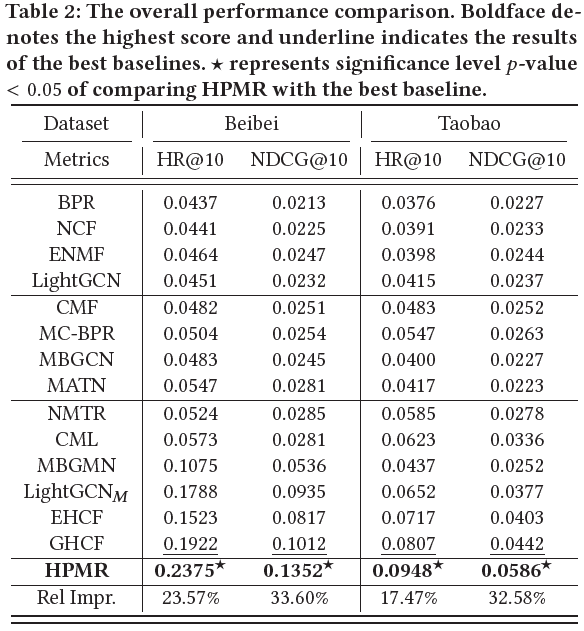 Table 2: The overall performance comparison. Boldface de-
notes the highest score and underline indicates the results
of the best baselines. ⋆ represents significance level p-value
< 0.05 of comparing HPMR with the best baseline.
Dataset Beibei Taobao
Metrics HR@10 NDCG@10 HR@10 NDCG@10
BPR 0.0437 0.0213 0.0376 0.0227
NCF 0.0441 0.0225 0.0391 0.0233
ENMF 0.0464 0.0247 0.0398 0.0244
LightGCN 0.0451 0.0232 0.0415 0.0237
CMF 0.0482 0.0251 0.0483 0.0252
MC-BPR 0.0504 0.0254 0.0547 0.0263
MBGCN 0.0483 0.0245 0.0400 0.0227
MATN 0.0547 0.0281 0.0417 0.0223
NMTR 0.0524 0.0285 0.0585 0.0278
CML 0.0573 0.0281 0.0623 0.0336
MBGMN 0.1075 0.0536 0.0437 0.0252
LightGCN_M 0.1788 0.0935 0.0652 0.0377
EHCF 0.1523 0.0817 0.0717 0.0403
GHCF 0.1922 0.1012 0.0807 0.0442
HPMR 0.2375⋆ 0.1352⋆ 0.0948⋆ 0.0586⋆
Rel Impr. 23.57% 33.60% 17.47% 32.58%